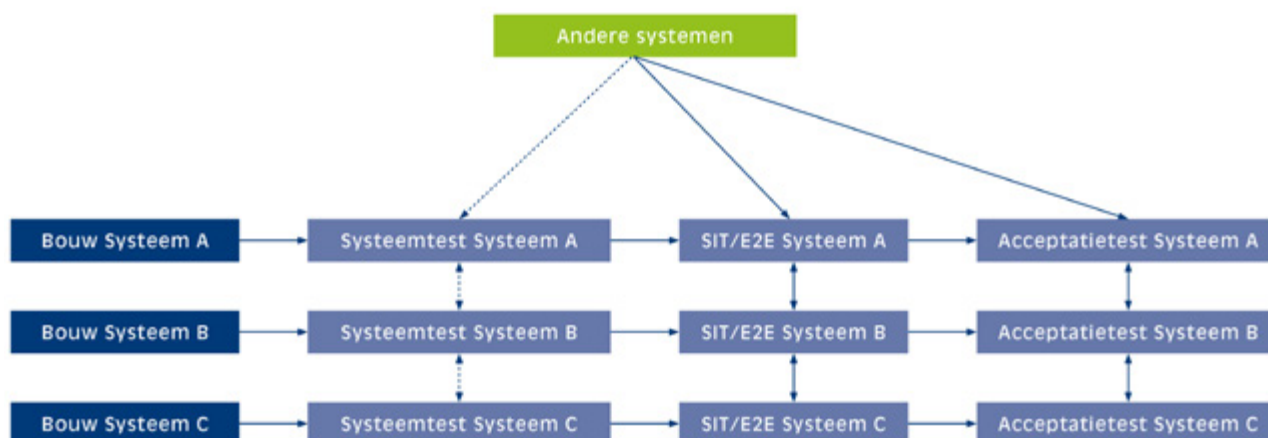 Andere systemen
Bouw Systeem A
Systeemtest Systeem A
SIT/E2E Systeem A
Acceptatietest Systeem A
Bouw Systeem B
Systeemtest Systeem B
SIT/E2E Systeem B
Acceptatietest Systeem B
Bouw Systeem C
Systeemtest Systeem C
SIT/E2E Systeem C
Acceptatietest Systeem C